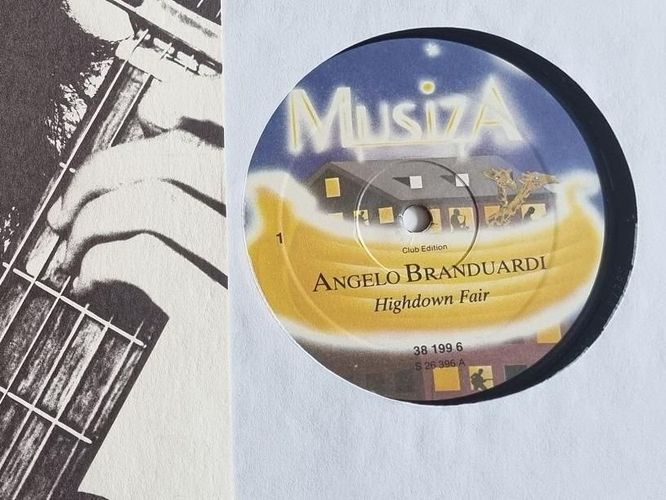 MusizA
1
Club Edition
ANGELO BRANDUARDI
Highdown Fair
38 199 6
S 26 396 A